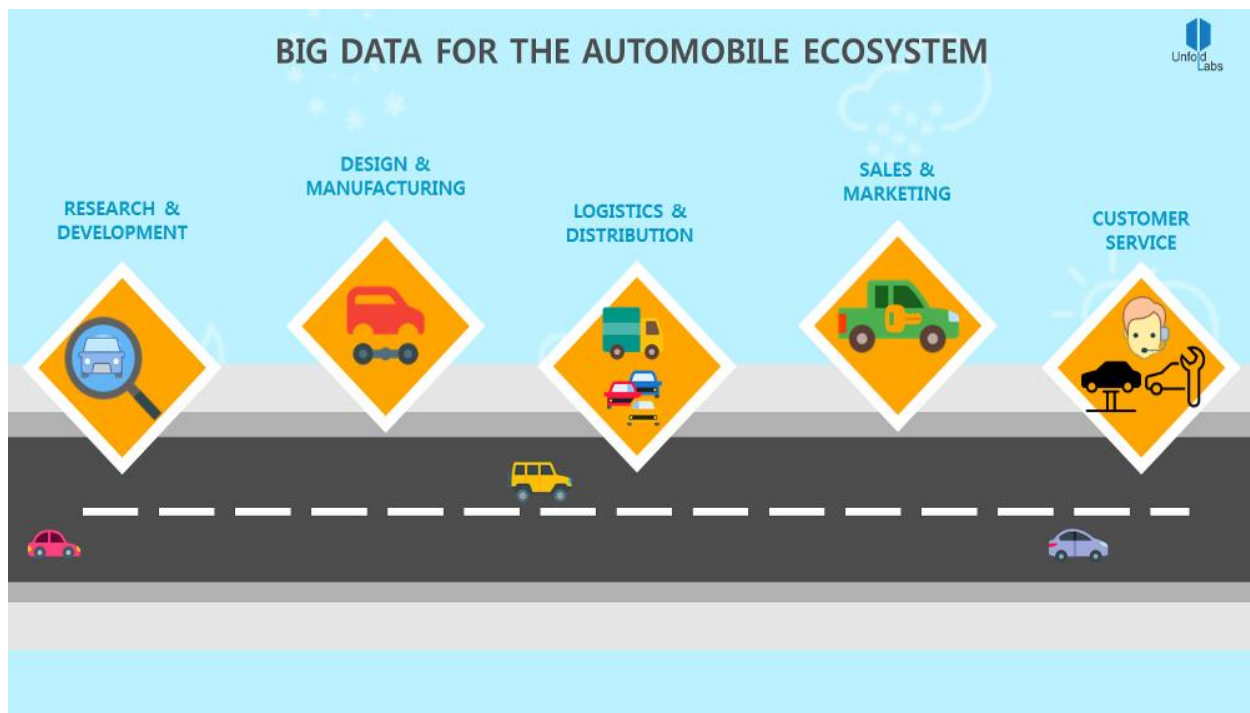 BIG DATA FOR THE AUTOMOBILE ECOSYSTEM
Unfold
Labs
RESEARCH &
DEVELOPMENT
DESIGN &
MANUFACTURING
LOGISTICS &
DISTRIBUTION
SALES &
MARKETING
CUSTOMER
SERVICE